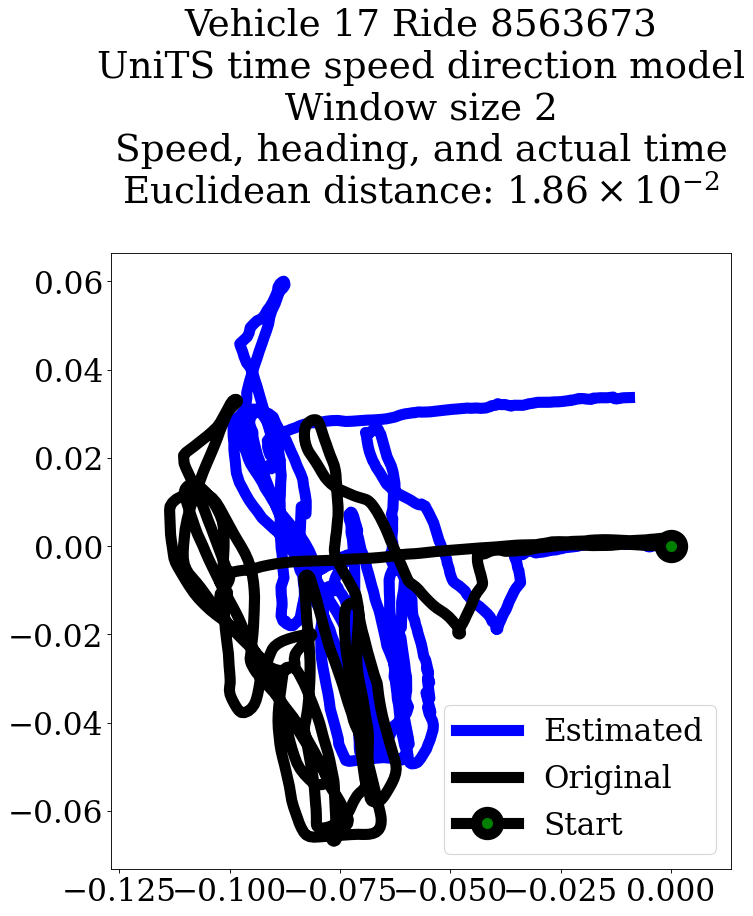 Vehicle 17 Ride 8563673
UniTS time speed direction model
Window size 2
Speed, heading, and actual time
Euclidean distance: 1.86 × 10⁻²
0.06
0.04
0.02
0.00
−0.02
−0.04
−0.06
Estimated
Original
Start
−0.125 −0.100 −0.075 −0.050 −0.025 0.000